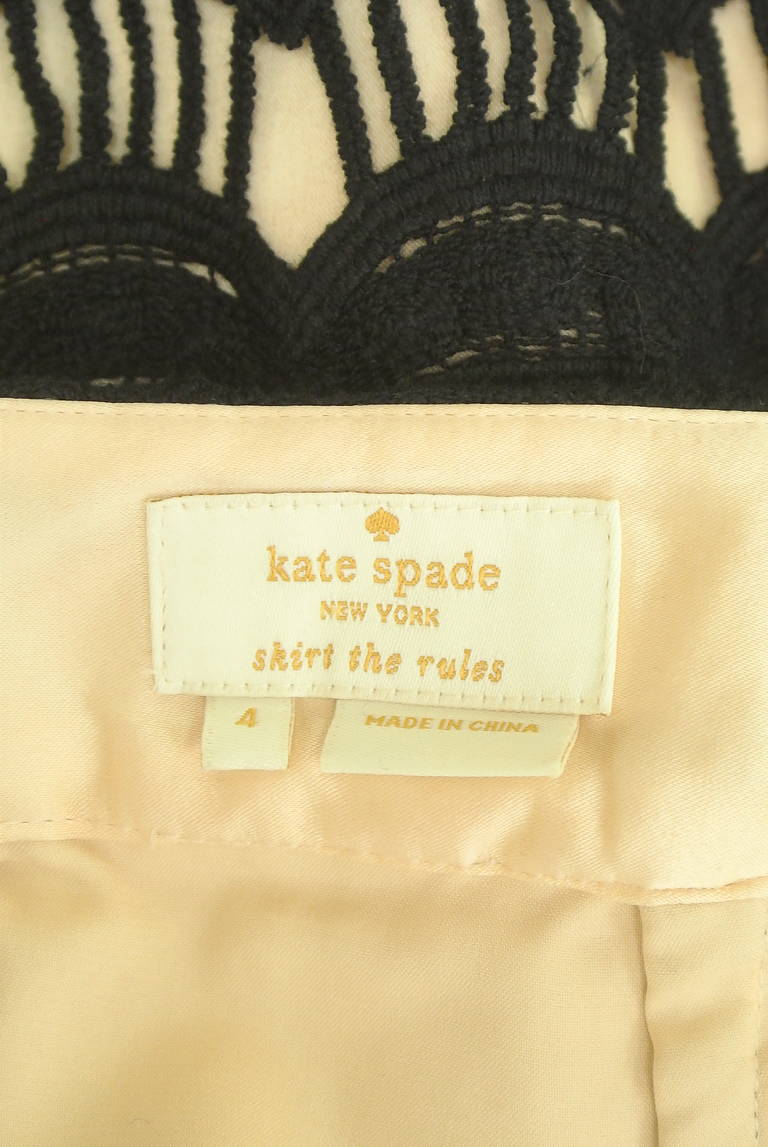 kate spade
NEW YORK
skirt the rules
4
MADE IN CHINA